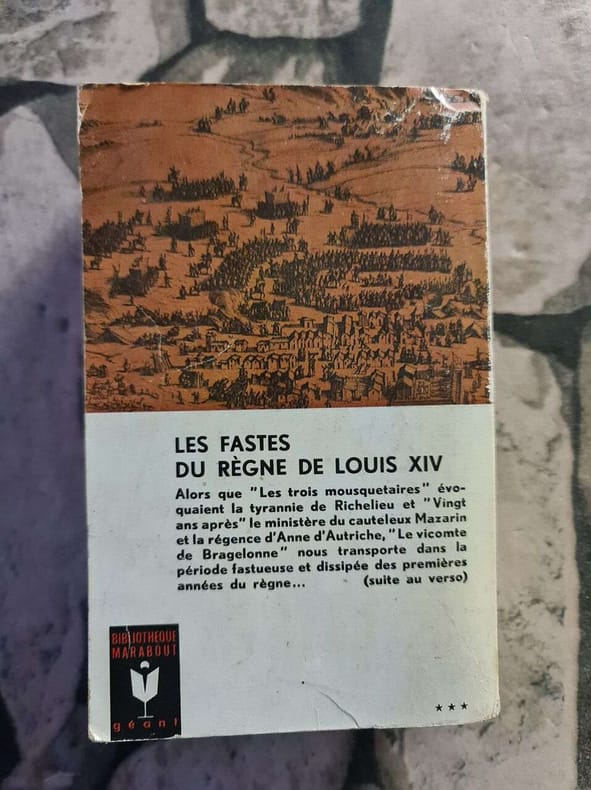 LES FASTES
DU RÈGNE DE LOUIS XIV
Alors que "Les trois mousquetaires" évo-
quaient la tyrannie de Richelieu et "Vingt
ans après" le ministère du cauteleux Mazarin
et la régence d'Anne d'Autriche, "Le vicomte
de Bragelonne" nous transporte dans la
période fastueuse et dissipée des premières
années du règne... (suite au verso)
BIBLIOTHEQUE
MARABOUT
géant
★★★